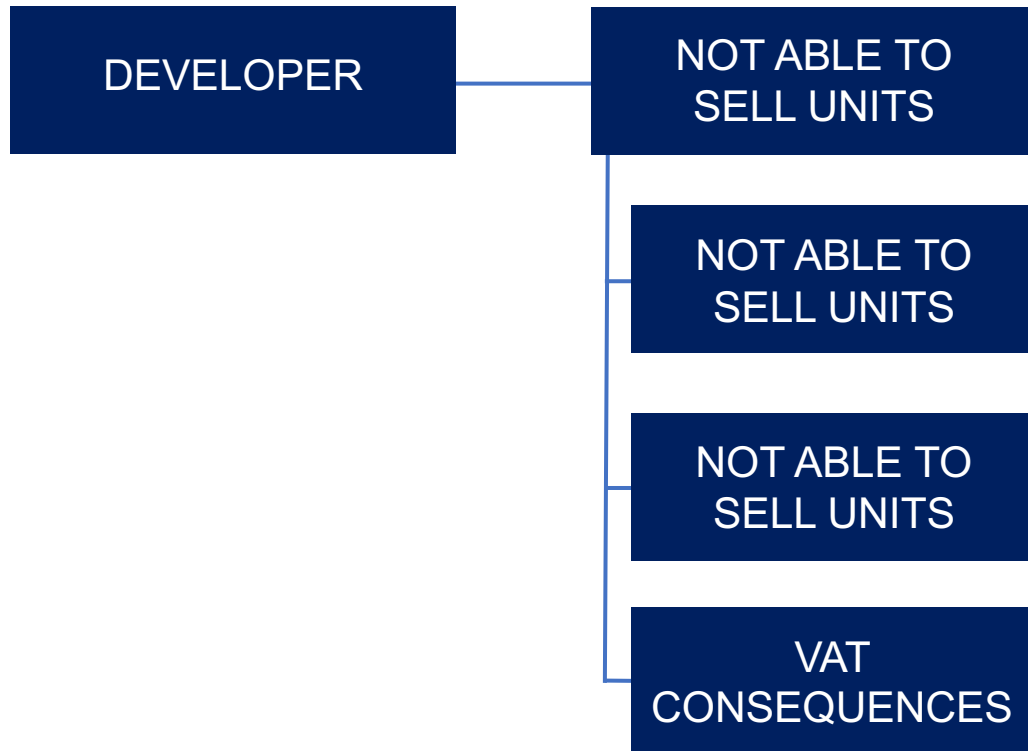 DEVELOPER
NOT ABLE TO
SELL UNITS
NOT ABLE TO
SELL UNITS
NOT ABLE TO
SELL UNITS
VAT
CONSEQUENCES